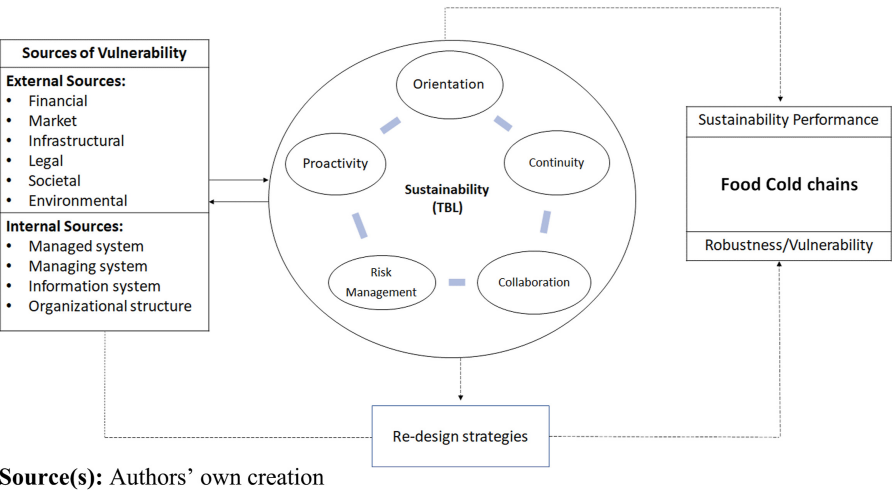 Sources of Vulnerability
External Sources:
• Financial
• Market
• Infrastructural
• Legal
• Societal
• Environmental
Internal Sources:
• Managed system
• Managing system
• Information system
• Organizational structure
Orientation
Proactivity
Continuity
Sustainability
(TBL)
Risk
Management
Collaboration
Sustainability Performance
Food Cold chains
Robustness/Vulnerability
Re-design strategies
Source(s): Authors’ own creation